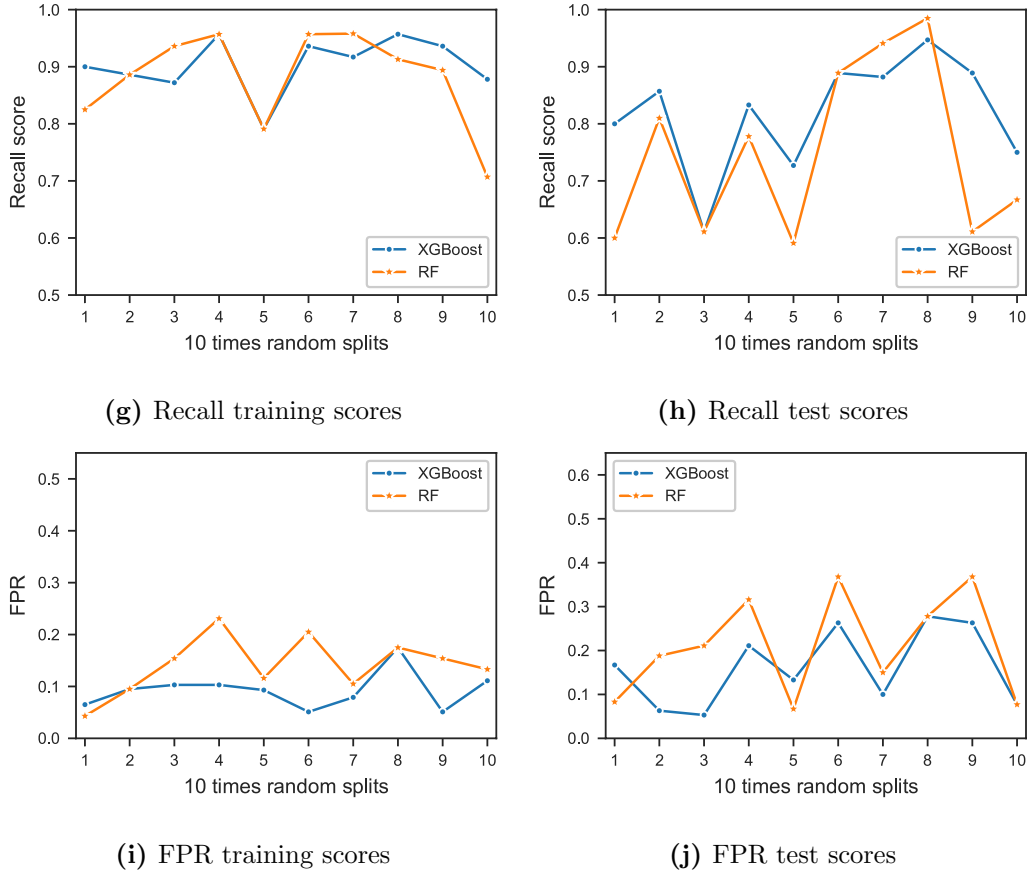 1.0
0.9
0.8
0.7
0.6
0.5
Recall score
XGBoost
RF
1 2 3 4 5 6 7 8 9 10
10 times random splits
(g) Recall training scores
1.0
0.9
0.8
0.7
0.6
0.5
Recall score
XGBoost
RF
1 2 3 4 5 6 7 8 9 10
10 times random splits
(h) Recall test scores
0.5
0.4
0.3
0.2
0.1
0.0
FPR
XGBoost
RF
1 2 3 4 5 6 7 8 9 10
10 times random splits
(i) FPR training scores
0.6
0.5
0.4
0.3
0.2
0.1
0.0
FPR
XGBoost
RF
1 2 3 4 5 6 7 8 9 10
10 times random splits
(j) FPR test scores